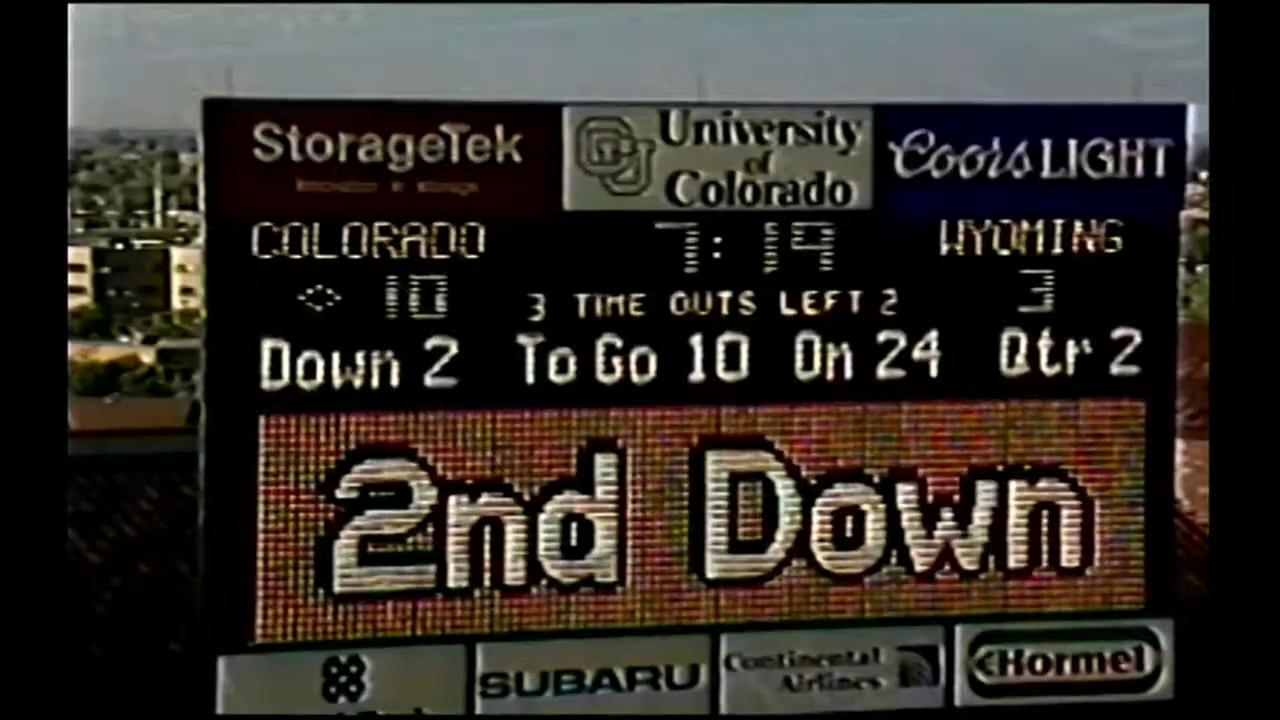 StorageTek
University
of
Colorado
Coors LIGHT
COLORADO 7:19 WYOMING
<> 10 3 TIME OUTS LEFT 2 3
Down 2 To Go 10 On 24 Qtr 2
2nd Down
SUBARU
Continental
Airlines
Hormel